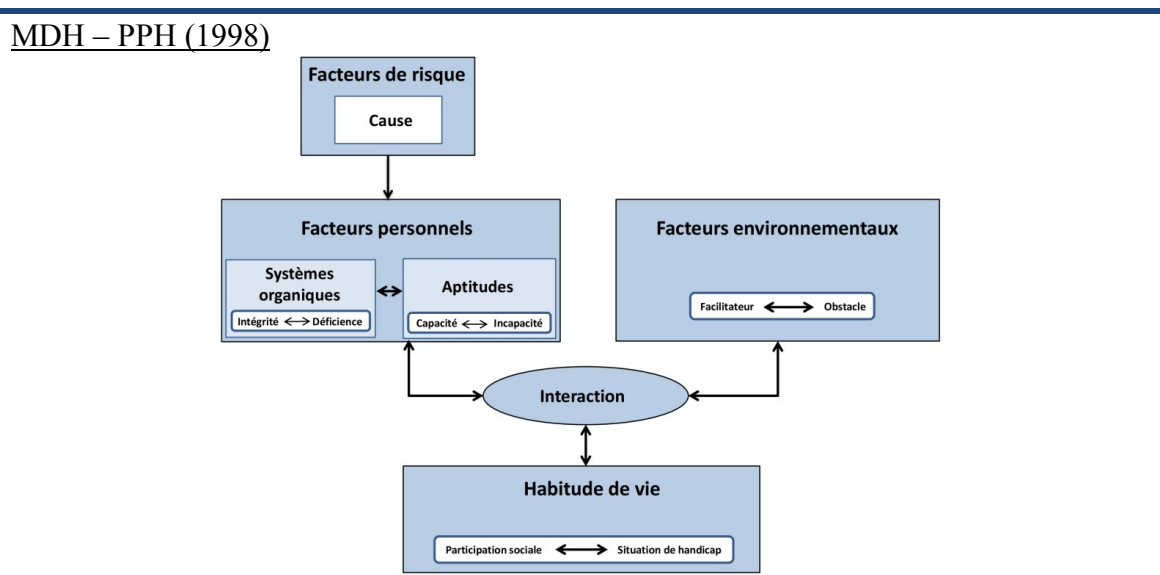 MDH – PPH (1998)
Facteurs de risque
Cause
Facteurs personnels
Systèmes
organiques
Intégrité ⟷ Déficience
Aptitudes
Capacité ⟷ Incapacité
Facteurs environnementaux
Facilitateur ⟷ Obstacle
Interaction
Habitude de vie
Participation sociale ⟷ Situation de handicap